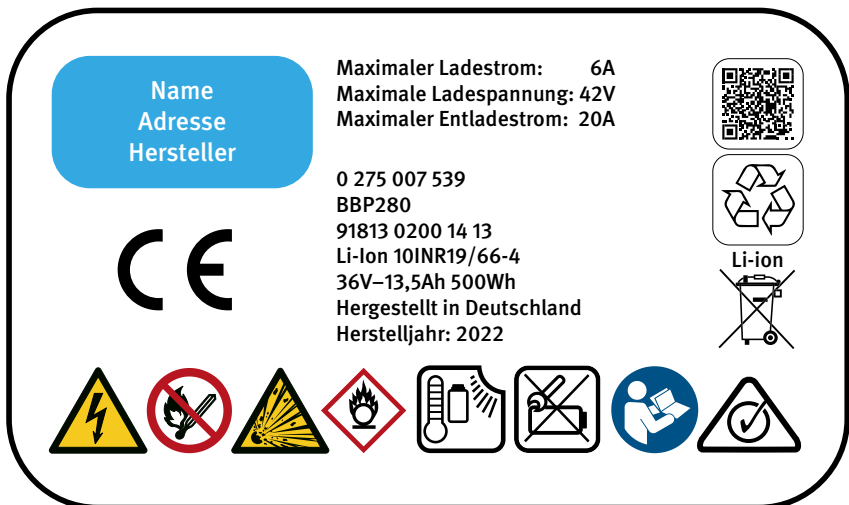 Name
Adresse
Hersteller
Maximaler Ladestrom: 6A
Maximale Ladespannung: 42V
Maximaler Entladestrom: 20A
0 275 007 539
BBP280
91813 0200 14 13
Li-Ion 10INR19/66-4
36V–13,5Ah 500Wh
Hergestellt in Deutschland
Herstelljahr: 2022
CE
Li-ion